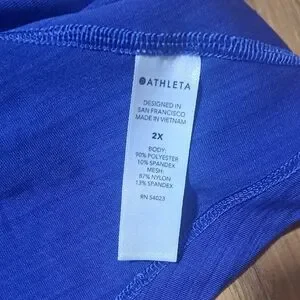 ATHLETA
DESIGNED IN
SAN FRANCISCO
MADE IN VIETNAM
2X
BODY:
90% POLYESTER
10% SPANDEX
MESH:
87% NYLON
13% SPANDEX
RN 54023